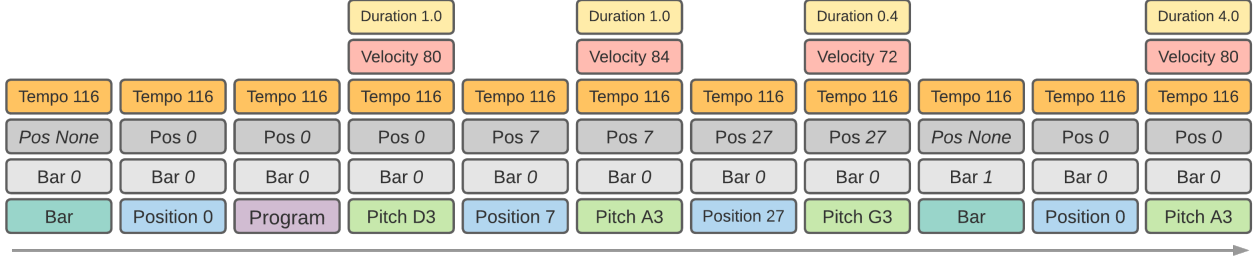 Duration 1.0 Duration 1.0 Duration 0.4 Duration 4.0
Velocity 80 Velocity 84 Velocity 72 Velocity 80
Tempo 116 Tempo 116 Tempo 116 Tempo 116 Tempo 116 Tempo 116 Tempo 116 Tempo 116 Tempo 116 Tempo 116 Tempo 116
Pos None Pos 0 Pos 0 Pos 0 Pos 7 Pos 7 Pos 27 Pos 27 Pos None Pos 0 Pos 0
Bar 0 Bar 0 Bar 0 Bar 0 Bar 0 Bar 0 Bar 0 Bar 0 Bar 1 Bar 0 Bar 0
Bar Position 0 Program Pitch D3 Position 7 Pitch A3 Position 27 Pitch G3 Bar Position 0 Pitch A3